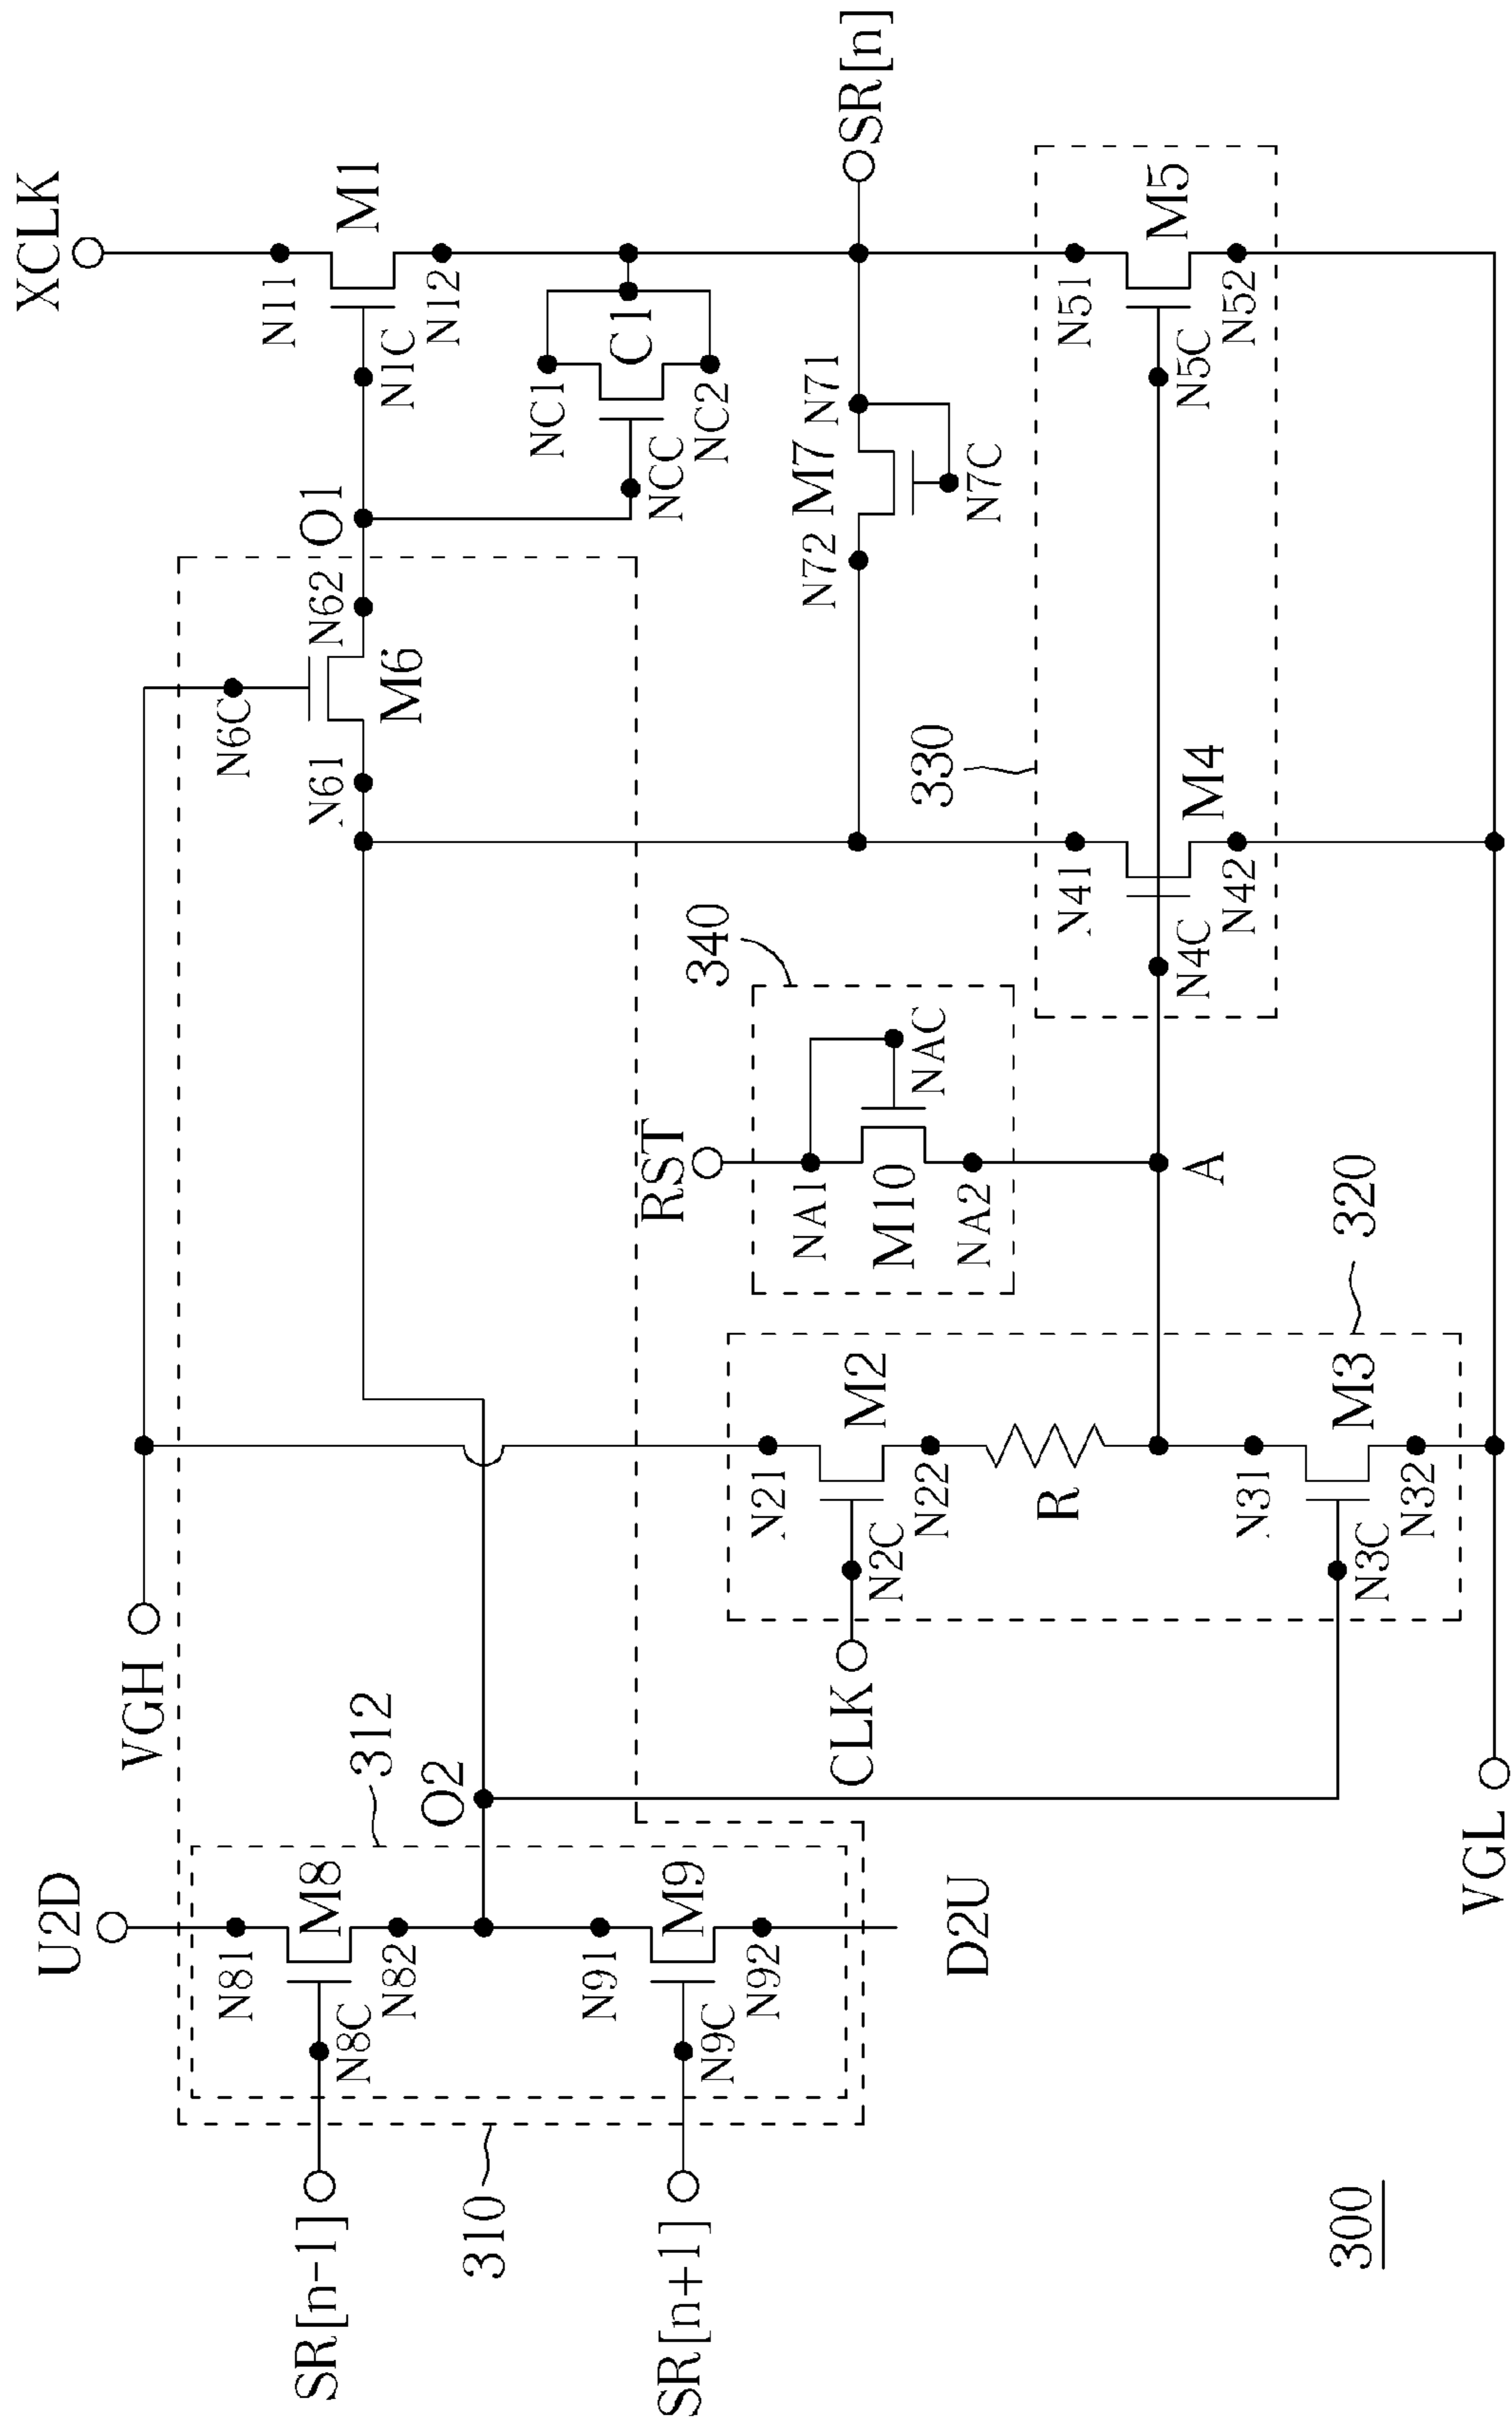 XCLK
N11
M1
N1C
N12
O1
NC1
C1
NCC
NC2
SR[n]
N71
M7
N72
N7C
N51
M5
N5C
N52
330
N41
M4
N4C
N42
N6C
N62
N61
M6
340
RST
NA1
NAC
M10
NA2
A
320
VGH
N21
M2
N2C
N22
CLK
R
N31
M3
N3C
N32
VGL
312
O2
U2D
N81
M8
N8C
N82
N91
M9
N9C
N92
D2U
SR[n-1]
310
SR[n+1]
300